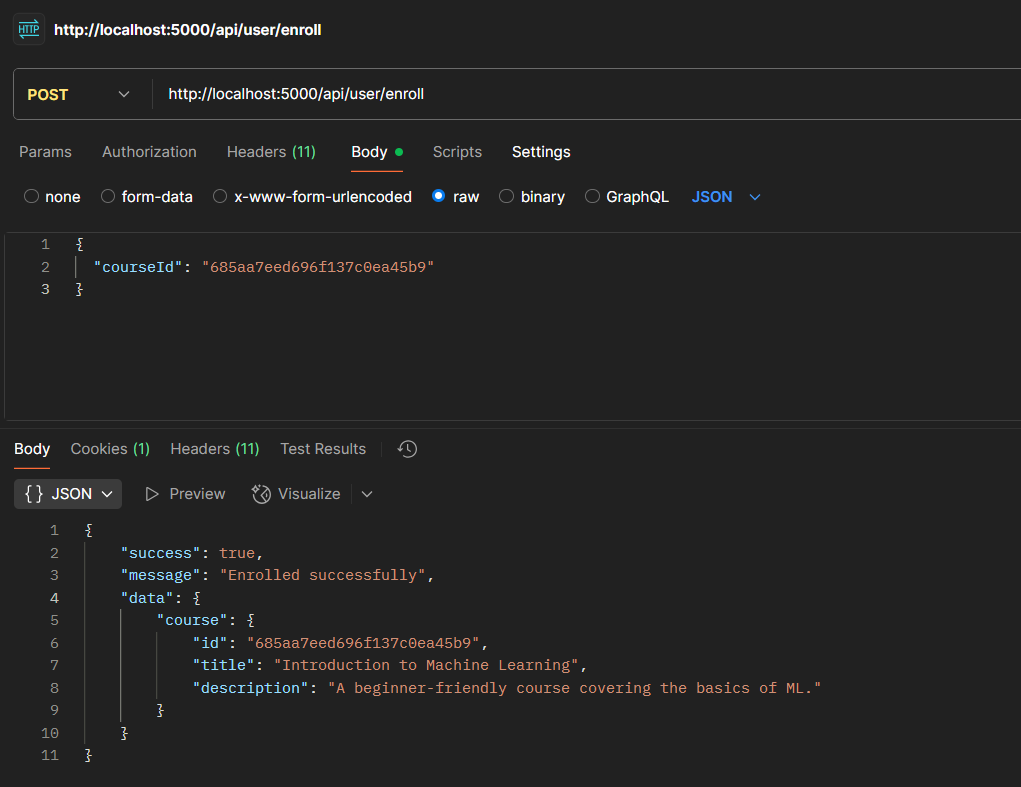 HTTP http://localhost:5000/api/user/enroll
POST http://localhost:5000/api/user/enroll
Params Authorization Headers (11) Body Scripts Settings
none form-data x-www-form-urlencoded raw binary GraphQL JSON
1 {
2 "courseId": "685aa7eed696f137c0ea45b9"
3 }
Body Cookies (1) Headers (11) Test Results
{} JSON Preview Visualize
1 {
2 "success": true,
3 "message": "Enrolled successfully",
4 "data": {
5 "course": {
6 "id": "685aa7eed696f137c0ea45b9",
7 "title": "Introduction to Machine Learning",
8 "description": "A beginner-friendly course covering the basics of ML."
9 }
10 }
11 }